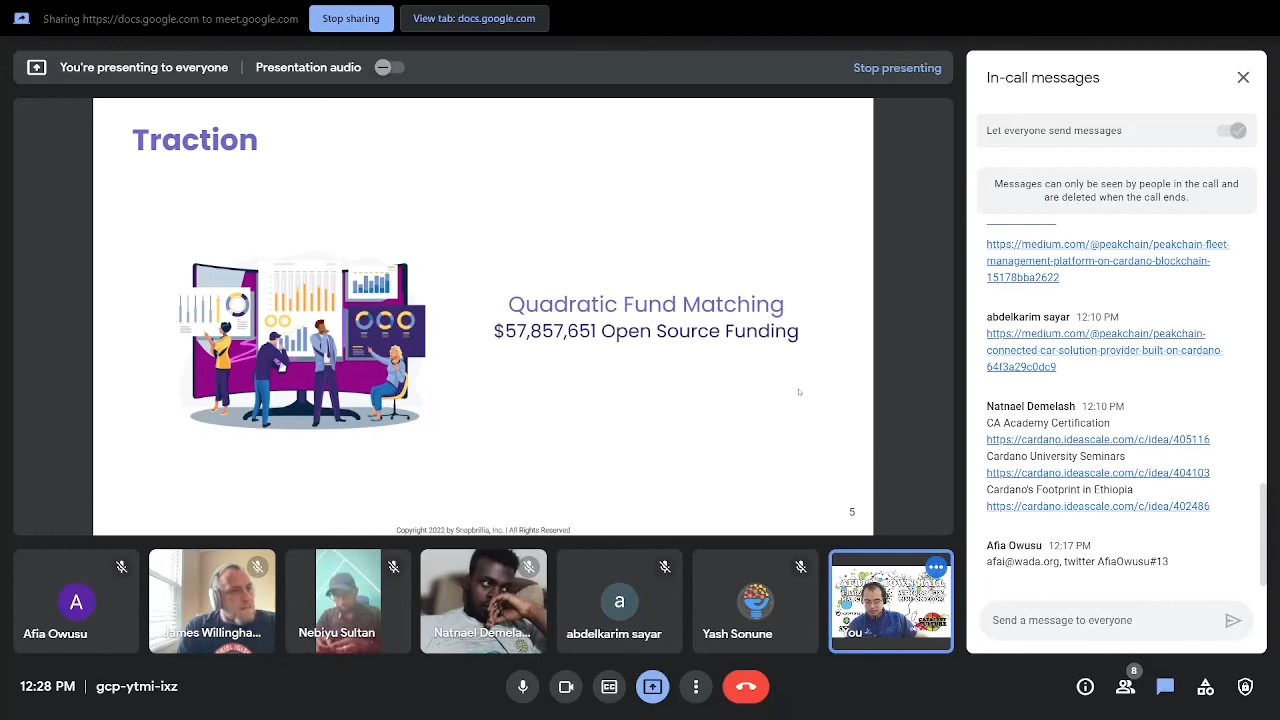 Sharing https://docs.google.com to meet.google.com
Stop sharing
View tab: docs.google.com
You're presenting to everyone
Presentation audio
Stop presenting
Traction
Quadratic Fund Matching
$57,857,651 Open Source Funding
5
Copyright 2022 by Snapbrillia, Inc. | All Rights Reserved
A
Afia Owusu
James Willingha...
Nebiyu Sultan
Natnael Demela...
a
abdelkarim sayar
Yash Sonune
You
12:28 PM | gcp-ytmi-ixz
8
In-call messages
Let everyone send messages
Messages can only be seen by people in the call and
are deleted when the call ends.
https://medium.com/@peakchain/peakchain-fleet-
management-platform-on-cardano-blockchain-
15178bba2622
abdelkarim sayar 12:10 PM
https://medium.com/@peakchain/peakchain-
connected-car-solution-provider-built-on-cardano-
64f3a29c0dc9
Natnael Demelash 12:10 PM
CA Academy Certification
https://cardano.ideascale.com/c/idea/405116
Cardano University Seminars
https://cardano.ideascale.com/c/idea/404103
Cardano's Footprint in Ethiopia
https://cardano.ideascale.com/c/idea/402486
Afia Owusu 12:17 PM
afai@wada.org, twitter AfiaOwusu#13
Send a message to everyone